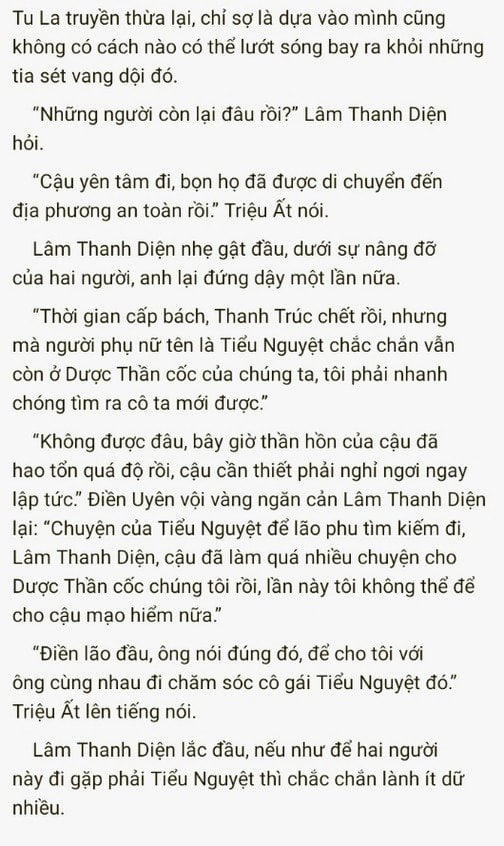 Tu La truyền thừa lại, chỉ sợ là dựa vào mình cũng
không có cách nào có thể lướt sóng bay ra khỏi những
tia sét vang dội đó.
“Những người còn lại đâu rồi?” Lâm Thanh Diện
hỏi.
“Cậu yên tâm đi, bọn họ đã được di chuyển đến
địa phương an toàn rồi.” Triệu Ất nói.
Lâm Thanh Diện nhẹ gật đầu, dưới sự nâng đỡ
của hai người, anh lại đứng dậy một lần nữa.
“Thời gian cấp bách, Thanh Trúc chết rồi, nhưng
mà người phụ nữ tên là Tiểu Nguyệt chắc chắn vẫn
còn ở Dược Thần cốc của chúng ta, tôi phải nhanh
chóng tìm ra cô ta mới được.”
“Không được đâu, bây giờ thần hồn của cậu đã
hao tổn quá độ rồi, cậu cần thiết phải nghỉ ngơi ngay
lập tức.” Điền Uyên vội vàng ngăn cản Lâm Thanh Diện
lại: “Chuyện của Tiểu Nguyệt để lão phu tìm kiếm đi,
Lâm Thanh Diện, cậu đã làm quá nhiều chuyện cho
Dược Thần cốc chúng tôi rồi, lần này tôi không thể để
cho cậu mạo hiểm nữa.”
“Điền lão đầu, ông nói đúng đó, để cho tôi với
ông cùng nhau đi chăm sóc cô gái Tiểu Nguyệt đó.”
Triệu Ất lên tiếng nói.
Lâm Thanh Diện lắc đầu, nếu như để hai người
này đi gặp phải Tiểu Nguyệt thì chắc chắn lành ít dữ
nhiều.